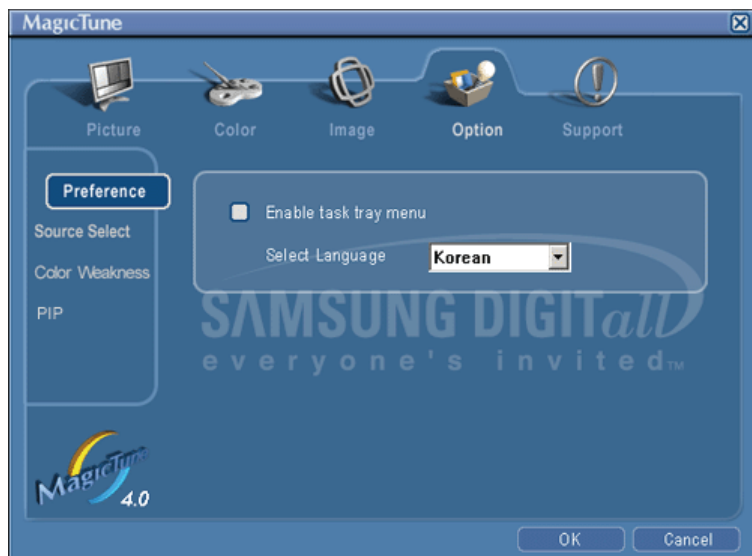 MagicTune
Picture
Color
Image
Option
Support
Preference
Source Select
Color Weakness
PIP
Enable task tray menu
Select Language
Korean
SAMSUNG DIGITall
everyone's invited™
MagicTune
4.0
OK
Cancel